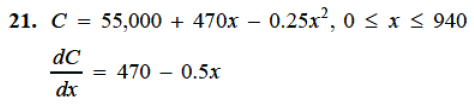 21. C = 55,000 + 470x − 0.25x², 0 ≤ x ≤ 940
dC/dx = 470 − 0.5x